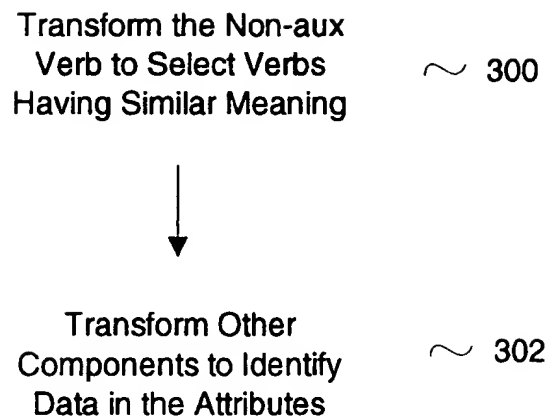 Transform the Non-aux
Verb to Select Verbs
Having Similar Meaning
300
Transform Other
Components to Identify
Data in the Attributes
302